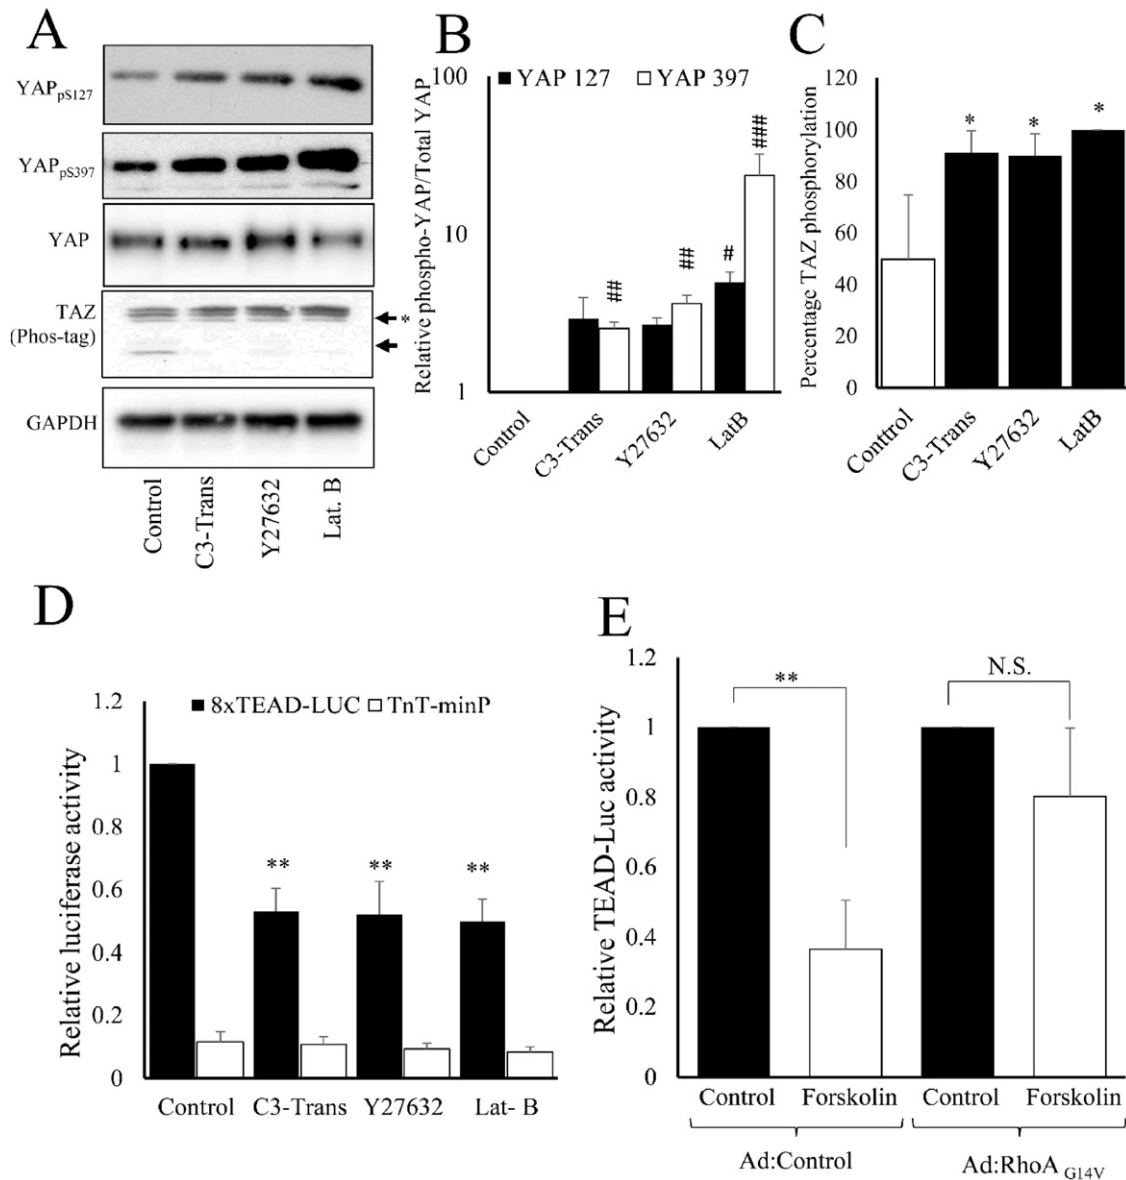 A
YAPpS127
YAPpS397
YAP
TAZ
(Phos-tag)
*
GAPDH
Control
C3-Trans
Y27632
Lat. B
B
Relative phospho-YAP/Total YAP
100
10
1
YAP 127 YAP 397
##
##
#
###
Control
C3-Trans
Y27632
LatB
C
Percentage TAZ phosphorylation
120
100
80
60
40
20
0
* * *
Conttrol
C3-Trans
Y27632
LatB
D
Relative luciferase activity
1.2
1
0.8
0.6
0.4
0.2
0
8xTEAD-LUC TnT-minP
** ** **
Control C3-Trans Y27632 Lat- B
E
Relative TEAD-Luc activity
1.2
1
0.8
0.6
0.4
0.2
0
** N.S.
Control Forskolin Control Forskolin
Ad:Control Ad:RhoA G14V